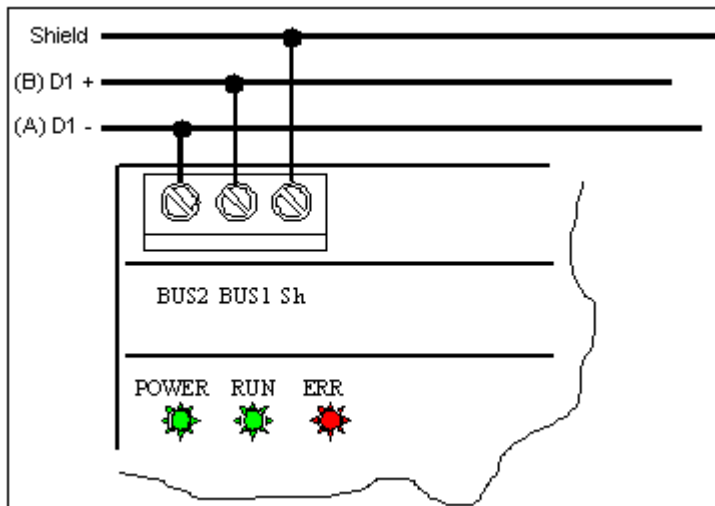 Shield
(B) D1 +
(A) D1 -
BUS2 BUS1 Sh
POWER RUN ERR